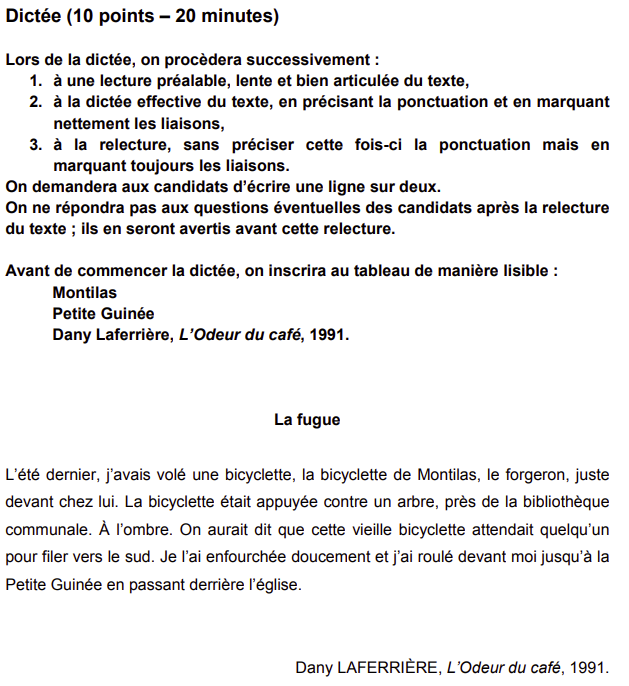 Dictée (10 points – 20 minutes)
Lors de la dictée, on procèdera successivement :
1. à une lecture préalable, lente et bien articulée du texte,
2. à la dictée effective du texte, en précisant la ponctuation et en marquant
nettement les liaisons,
3. à la relecture, sans préciser cette fois-ci la ponctuation mais en
marquant toujours les liaisons.
On demandera aux candidats d’écrire une ligne sur deux.
On ne répondra pas aux questions éventuelles des candidats après la relecture
du texte ; ils en seront avertis avant cette relecture.
Avant de commencer la dictée, on inscrira au tableau de manière lisible :
Montilas
Petite Guinée
Dany Laferrière, L’Odeur du café, 1991.
La fugue
L’été dernier, j’avais volé une bicyclette, la bicyclette de Montilas, le forgeron, juste
devant chez lui. La bicyclette était appuyée contre un arbre, près de la bibliothèque
communale. À l’ombre. On aurait dit que cette vieille bicyclette attendait quelqu’un
pour filer vers le sud. Je l’ai enfourchée doucement et j’ai roulé devant moi jusqu’à la
Petite Guinée en passant derrière l’église.
Dany LAFERRIÈRE, L’Odeur du café, 1991.